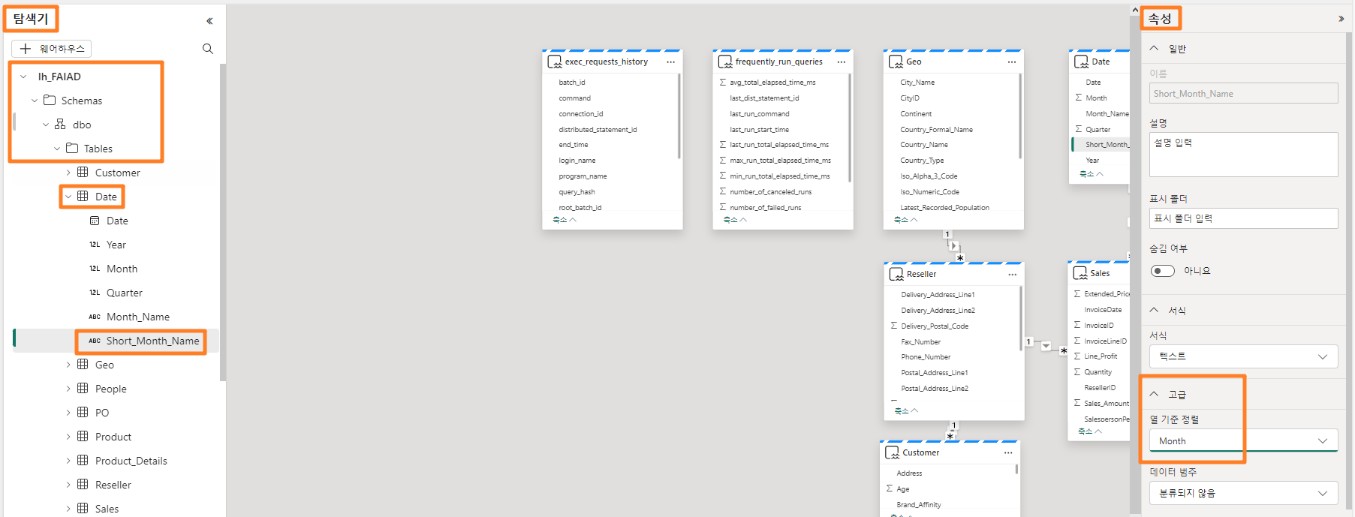 탐색기
웨어하우스
lh_FAIAD
Schemas
dbo
Tables
Customer
Date
Date
Year
Month
Quarter
Month_Name
Short_Month_Name
Geo
People
PO
Product
Product_Details
Reseller
Sales
exec_requests_history
batch_id
command
connection_id
distributed_statement_id
end_time
login_name
program_name
query_hash
root_batch_id
축소
frequently_run_queries
avg_total_elapsed_time_ms
last_dist_statement_id
last_run_command
last_run_start_time
last_run_total_elapsed_time_ms
max_run_total_elapsed_time_ms
min_run_total_elapsed_time_ms
number_of_canceled_runs
number_of_failed_runs
축소
Geo
City_Name
CityID
Continent
Country_Formal_Name
Country_Name
Country_Type
Iso_Alpha_3_Code
Iso_Numeric_Code
Latest_Recorded_Population
축소
Date
Date
Month
Month_Name
Quarter
Short_Month_
Year
축소
1
*
Reseller
Delivery_Address_Line1
Delivery_Address_Line2
Delivery_Postal_Code
Fax_Number
Phone_Number
Postal_Address_Line1
Postal_Address_Line2
축소
1
*
Sales
Extended_Price
InvoiceDate
InvoiceID
InvoiceLineID
Line_Profit
Quantity
ResellerID
Sales_Amount
SalespersonPe
축소
1
*
Customer
Address
Age
Brand_Affinity
축소
속성
일반
이름
Short_Month_Name
설명
설명 입력
표시 폴더
표시 폴더 입력
숨김 여부
아니요
서식
서식
텍스트
고급
열 기준 정렬
Month
데이터 범주
분류되지 않음